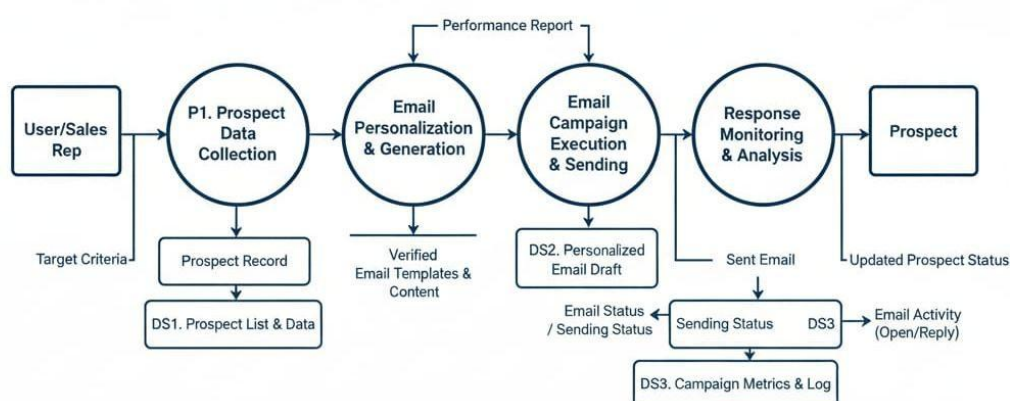 Performance Report
User/Sales
Rep
P1. Prospect
Data
Collection
Email
Personalization
& Generation
Email
Campaign
Execution
& Sending
Response
Monitoring
& Analysis
Prospect
Target Criteria
Prospect Record
DS1. Prospect List & Data
Verified
Email Templates &
Content
DS2. Personalized
Email Draft
Sent Email
Updated Prospect Status
Email Status
/ Sending Status
Sending Status DS3
Email Activity
(Open/Reply)
DS3. Campaign Metrics & Log